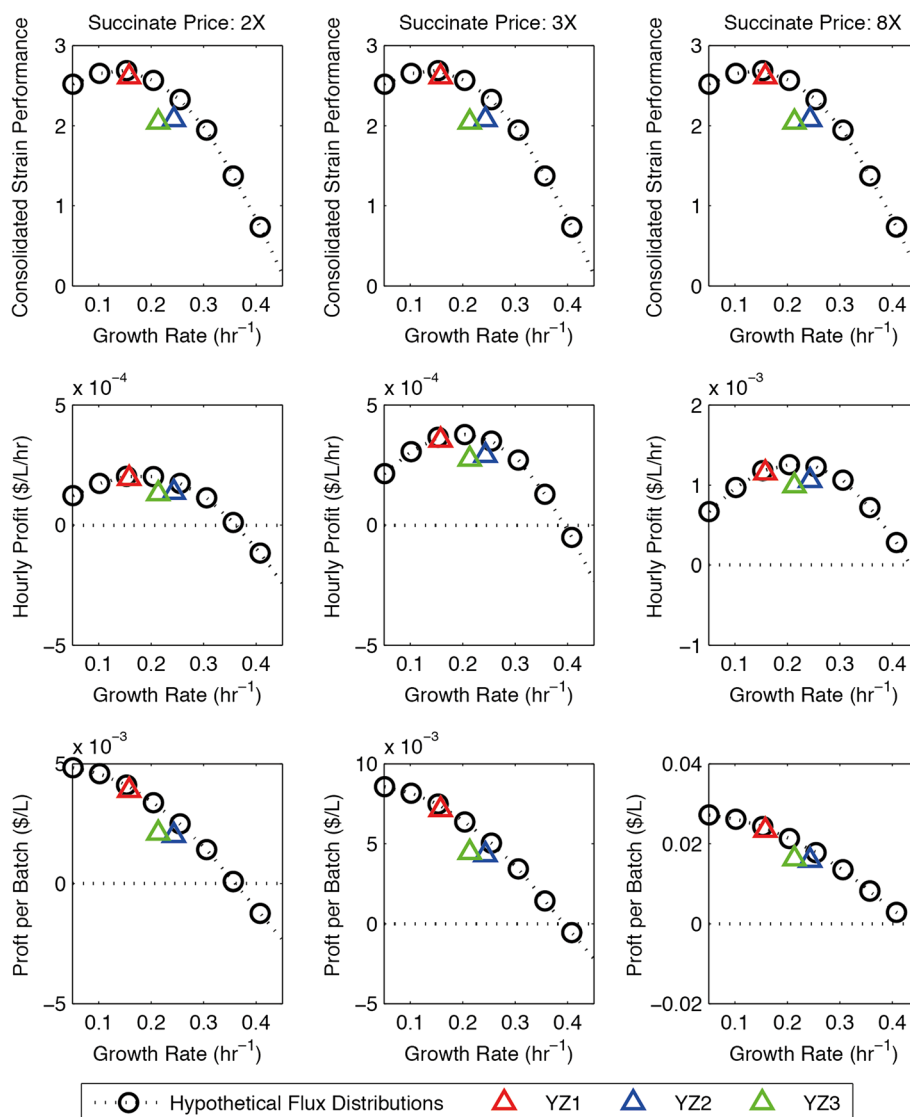 Succinate Price: 2X
Succinate Price: 3X
Succinate Price: 8X
Consolidated Strain Performance
3
2
1
0
0.1 0.2 0.3 0.4
Growth Rate (hr⁻¹)
Consolidated Strain Performance
3
2
1
0
0.1 0.2 0.3 0.4
Growth Rate (hr⁻¹)
Consolidated Strain Performance
3
2
1
0
0.1 0.2 0.3 0.4
Growth Rate (hr⁻¹)
x 10⁻⁴
Hourly Profit ($/L/hr)
5
0
−5
0.1 0.2 0.3 0.4
Growth Rate (hr⁻¹)
x 10⁻⁴
Hourly Profit ($/L/hr)
5
0
−5
0.1 0.2 0.3 0.4
Growth Rate (hr⁻¹)
x 10⁻³
Hourly Profit ($/L/hr)
2
1
0
−1
0.1 0.2 0.3 0.4
Growth Rate (hr⁻¹)
x 10⁻³
Proft per Batch ($/L)
5
0
−5
0.1 0.2 0.3 0.4
Growth Rate (hr⁻¹)
x 10⁻³
Proft per Batch ($/L)
10
5
0
−5
0.1 0.2 0.3 0.4
Growth Rate (hr⁻¹)
Proft per Batch ($/L)
0.04
0.02
0
−0.02
0.1 0.2 0.3 0.4
Growth Rate (hr⁻¹)
Hypothetical Flux Distributions YZ1 YZ2 YZ3